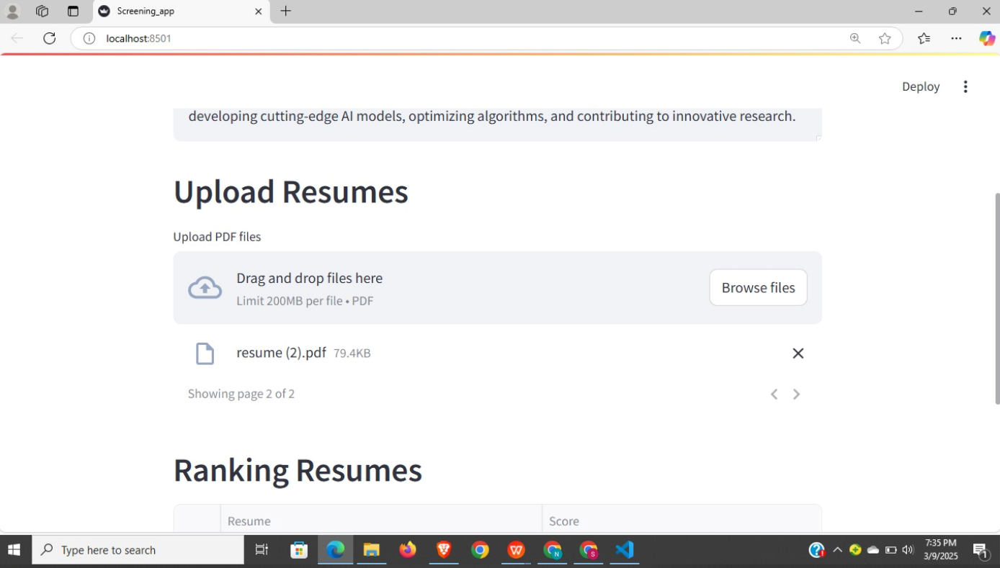 Screening_app
localhost:8501
Deploy
developing cutting-edge AI models, optimizing algorithms, and contributing to innovative research.
Upload Resumes
Upload PDF files
Drag and drop files here
Limit 200MB per file • PDF
Browse files
resume (2).pdf 79.4KB
Showing page 2 of 2
Ranking Resumes
Resume Score
Type here to search
N
S
7:35 PM
3/9/2025
1